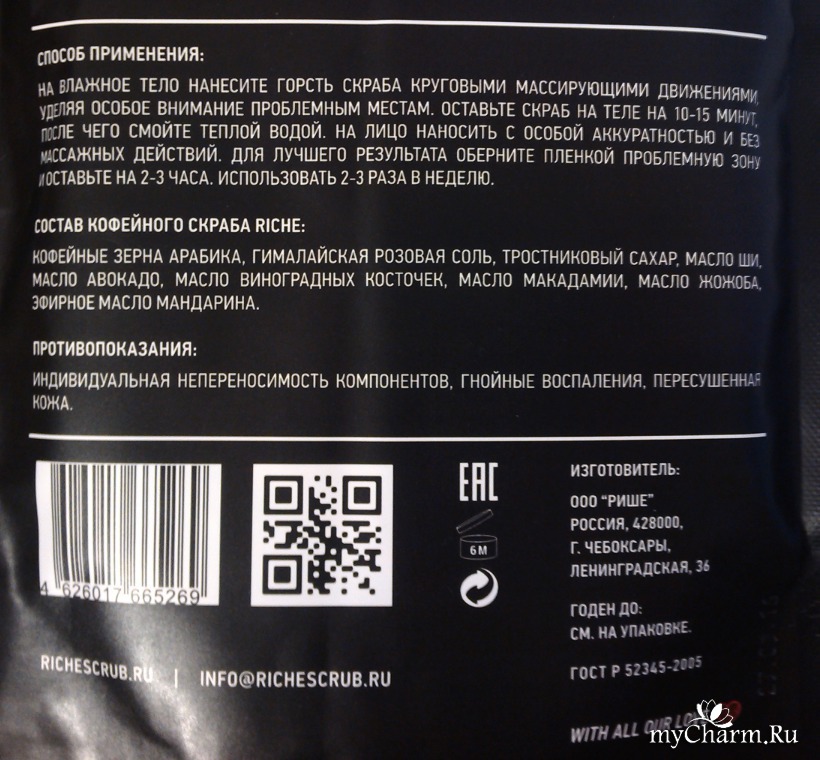 СПОСОБ ПРИМЕНЕНИЯ:
НА ВЛАЖНОЕ ТЕЛО НАНЕСИТЕ ГОРСТЬ СКРАБА КРУГОВЫМИ МАССИРУЮЩИМИ ДВИЖЕНИЯМИ,
УДЕЛЯЯ ОСОБОЕ ВНИМАНИЕ ПРОБЛЕМНЫМ МЕСТАМ. ОСТАВЬТЕ СКРАБ НА ТЕЛЕ НА 10-15 МИНУТ,
ПОСЛЕ ЧЕГО СМОЙТЕ ТЕПЛОЙ ВОДОЙ. НА ЛИЦО НАНОСИТЬ С ОСОБОЙ АККУРАТНОСТЬЮ И БЕЗ
МАССАЖНЫХ ДЕЙСТВИЙ. ДЛЯ ЛУЧШЕГО РЕЗУЛЬТАТА ОБЕРНИТЕ ПЛЕНКОЙ ПРОБЛЕМНУЮ ЗОНУ
И ОСТАВЬТЕ НА 2-3 ЧАСА. ИСПОЛЬЗОВАТЬ 2-3 РАЗА В НЕДЕЛЮ.
СОСТАВ КОФЕЙНОГО СКРАБА RICHE:
КОФЕЙНЫЕ ЗЕРНА АРАБИКА, ГИМАЛАЙСКАЯ РОЗОВАЯ СОЛЬ, ТРОСТНИКОВЫЙ САХАР, МАСЛО ШИ,
МАСЛО АВОКАДО, МАСЛО ВИНОГРАДНЫХ КОСТОЧЕК, МАСЛО МАКАДАМИИ, МАСЛО ЖОЖОБА,
ЭФИРНОЕ МАСЛО МАНДАРИНА.
ПРОТИВОПОКАЗАНИЯ:
ИНДИВИДУАЛЬНАЯ НЕПЕРЕНОСИМОСТЬ КОМПОНЕНТОВ, ГНОЙНЫЕ ВОСПАЛЕНИЯ, ПЕРЕСУШЕННАЯ
КОЖА.
4 626017 665269
RICHESCRUB.RU | INFO@RICHESCRUB.RU
EAC
6 M
ИЗГОТОВИТЕЛЬ:
ООО "РИШЕ"
РОССИЯ, 428000,
Г. ЧЕБОКСАРЫ,
ЛЕНИНГРАДСКАЯ, 36
ГОДЕН ДО:
СМ. НА УПАКОВКЕ.
ГОСТ Р 52345-2005
WITH ALL OUR
myCharm.Ru